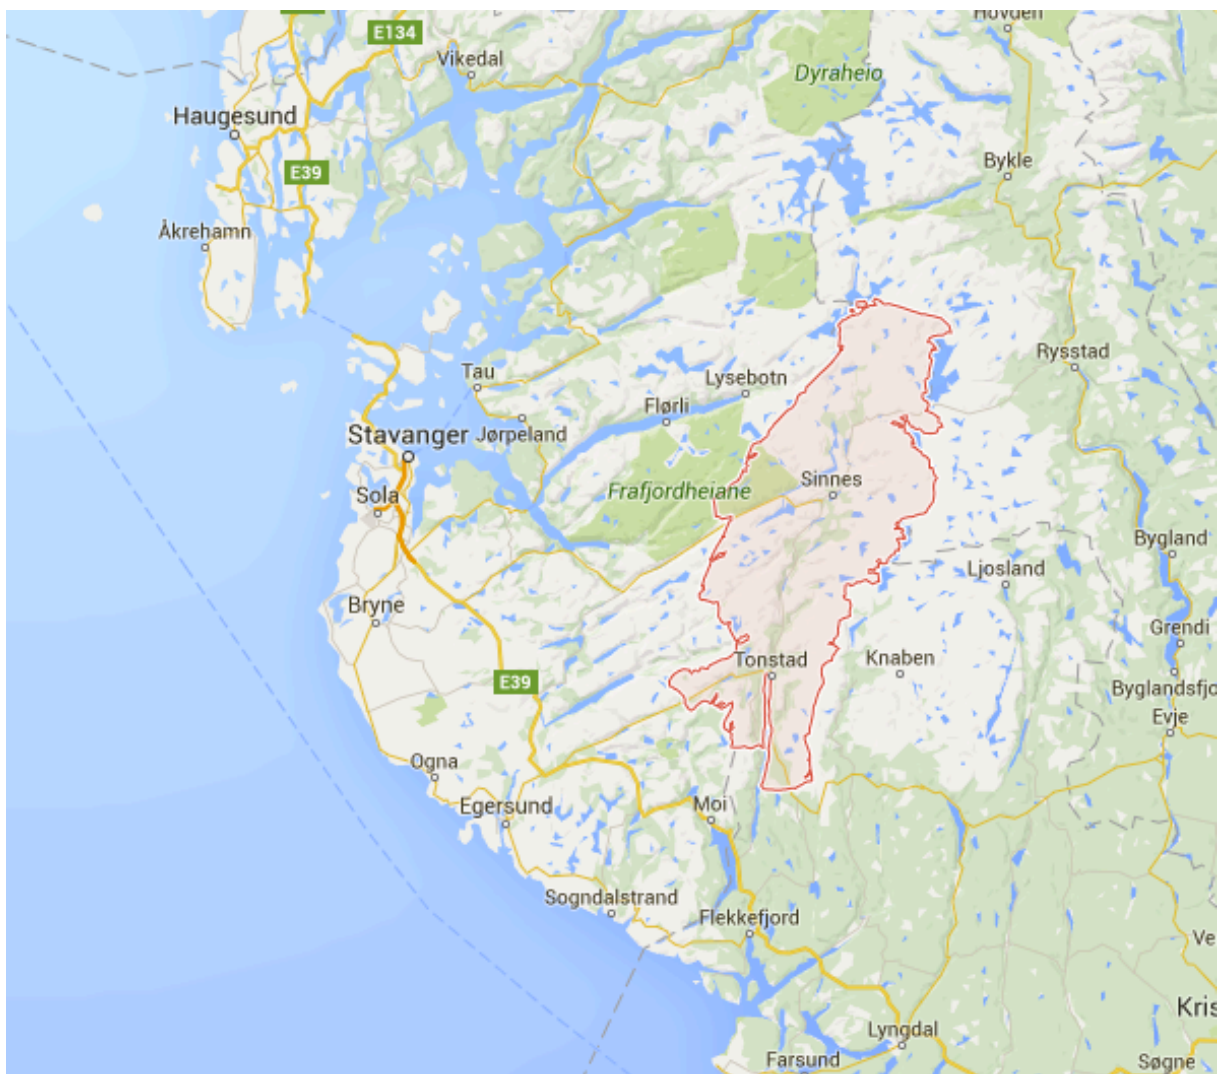 Hovden
E134
Vikedal
Dyraheio
Haugesund
Bykle
E39
Åkrehamn
Rysstad
Tau
Lysebotn
Flørli
Stavanger
Jørpeland
Sinnes
Frafjordheiane
Sola
Bygland
Ljosland
Bryne
Grendi
Tonstad
Knaben
E39
Byglandsfjo
Evje
Ogna
Egersund
Moi
Sogndalstrand
Flekkefjord
Ve
Kris
Lyngdal
Farsund
Søgne